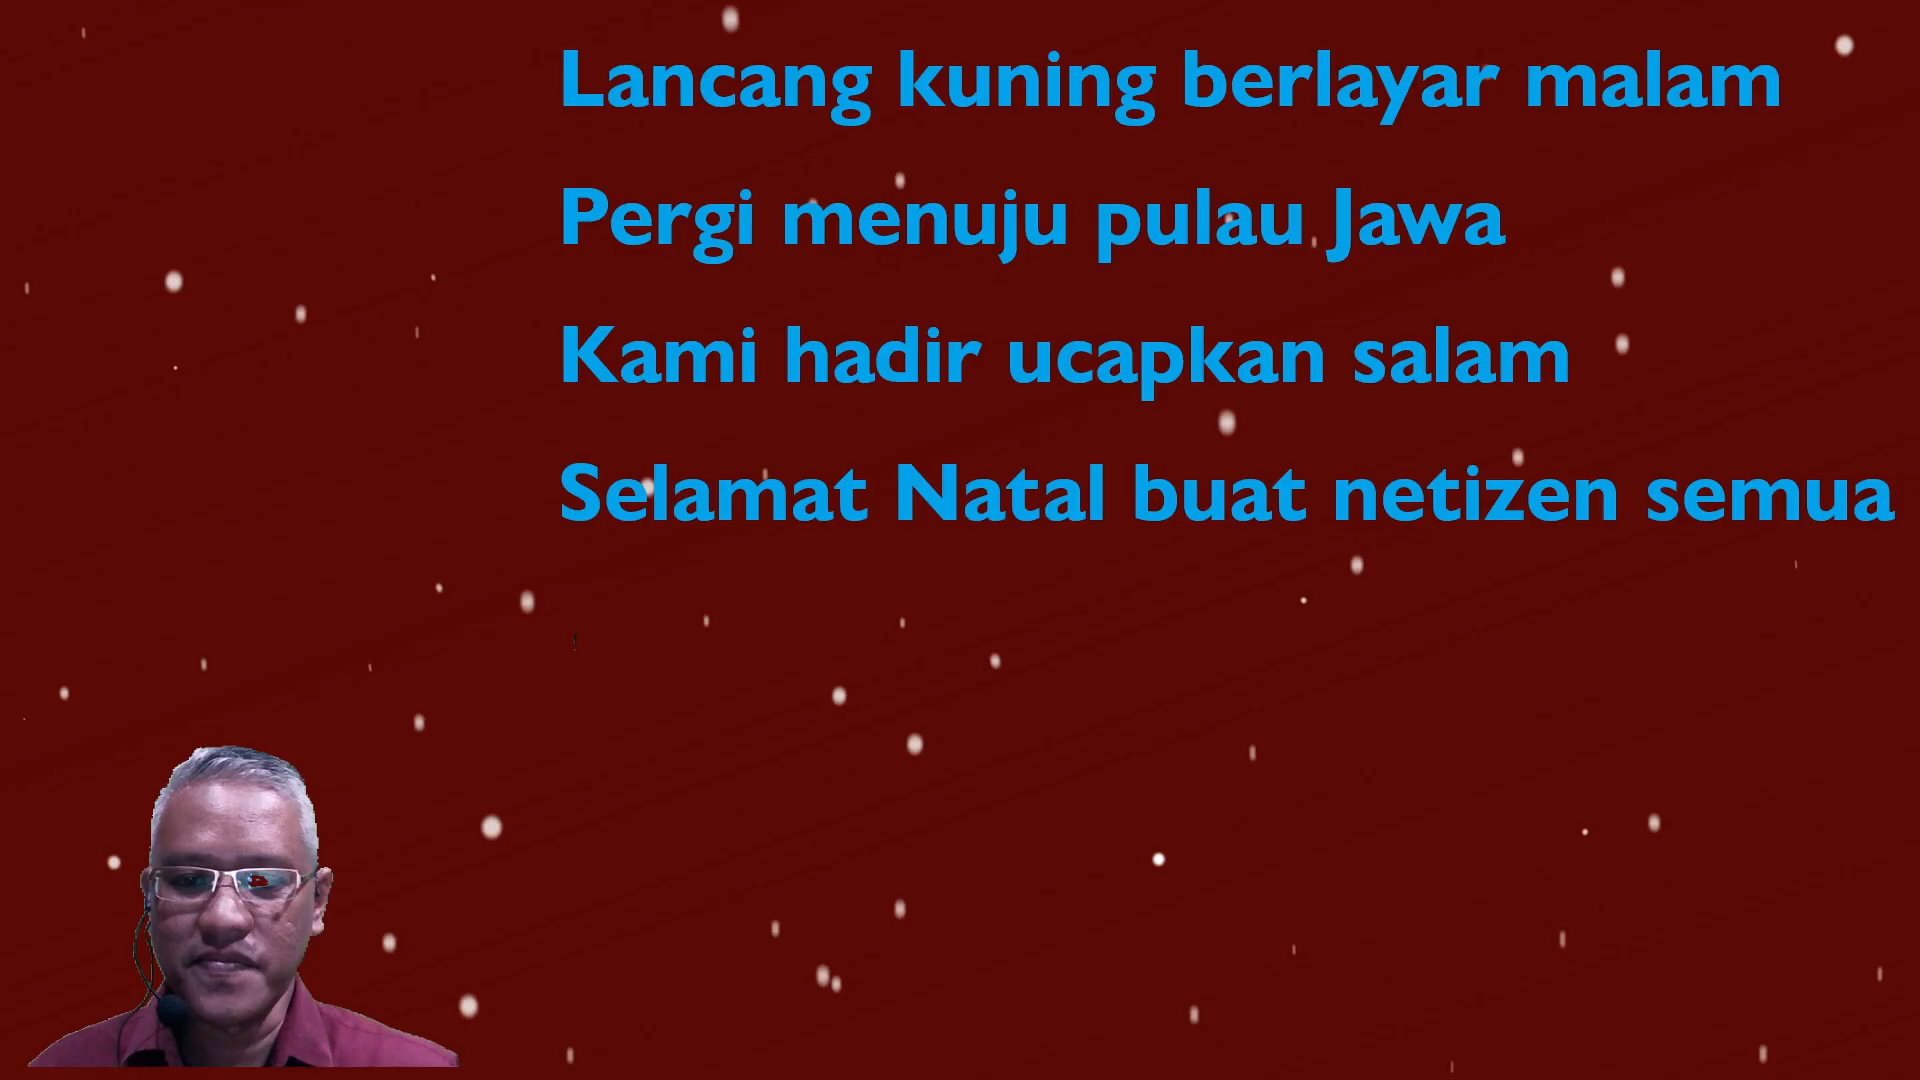 Lancang kuning berlayar malam
Pergi menuju pulau Jawa
Kami hadir ucapkan salam
Selamat Natal buat netizen semua